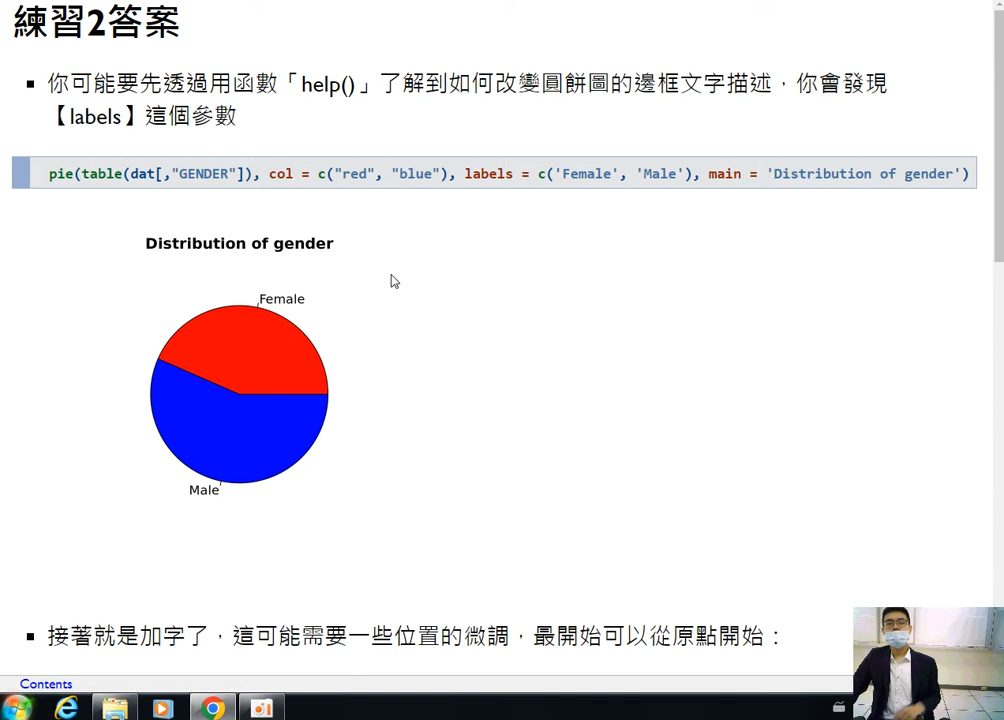 練習2答案
▪ 你可能要先透過用函數「help()」了解到如何改變圓餅圖的邊框文字描述，你會發現
【labels】這個參數
pie(table(dat[,"GENDER"]), col = c("red", "blue"), labels = c('Female', 'Male'), main = 'Distribution of gender')
Distribution of gender
Female
Male
▪ 接著就是加字了，這可能需要一些位置的微調，最開始可以從原點開始：
Contents